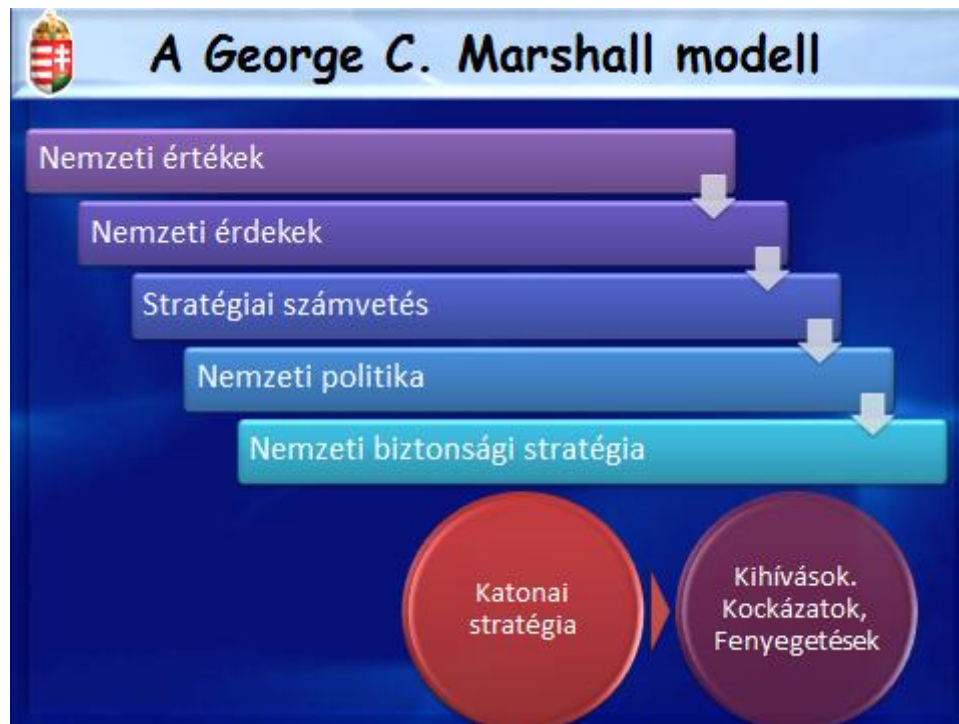 A George C. Marshall modell
Nemzeti értékek
Nemzeti érdekek
Stratégiai számvetés
Nemzeti politika
Nemzeti biztonsági stratégia
Katonai
stratégia
Kihívások.
Kockázatok,
Fenyegetések